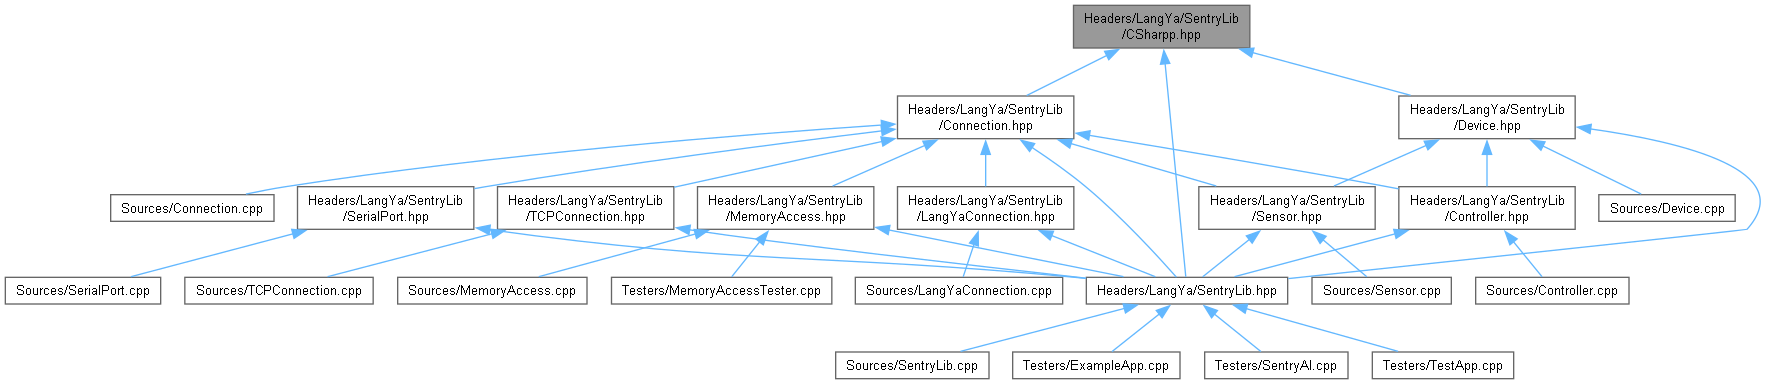 Headers/LangYa/SentryLib
/CSharpp.hpp
Headers/LangYa/SentryLib
/Connection.hpp
Headers/LangYa/SentryLib
/Device.hpp
Sources/Connection.cpp
Headers/LangYa/SentryLib
/SerialPort.hpp
Headers/LangYa/SentryLib
/TCPConnection.hpp
Headers/LangYa/SentryLib
/MemoryAccess.hpp
Headers/LangYa/SentryLib
/LangYaConnection.hpp
Headers/LangYa/SentryLib
/Sensor.hpp
Headers/LangYa/SentryLib
/Controller.hpp
Sources/Device.cpp
Sources/SerialPort.cpp
Sources/TCPConnection.cpp
Sources/MemoryAccess.cpp
Testers/MemoryAccessTester.cpp
Sources/LangYaConnection.cpp
Headers/LangYa/SentryLib.hpp
Sources/Sensor.cpp
Sources/Controller.cpp
Sources/SentryLib.cpp
Testers/ExampleApp.cpp
Testers/SentryAI.cpp
Testers/TestApp.cpp